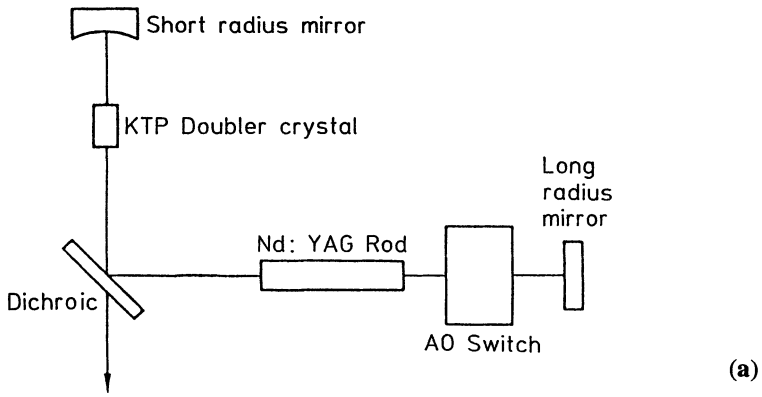 Short radius mirror
KTP Doubler crystal
Long
radius
mirror
Nd: YAG Rod
Dichroic
AO Switch
(a)